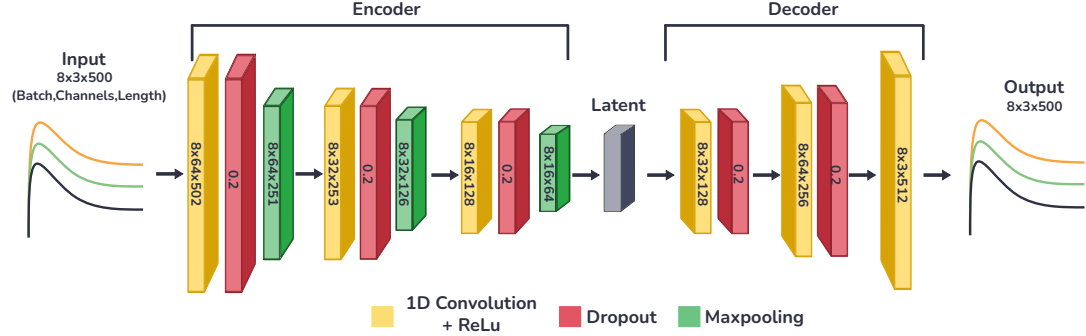 Encoder
Decoder
Input
8x3x500
(Batch,Channels,Length)
8x64x502
0.2
8x64x251
8x32x253
0.2
8x32x126
8x16x128
0.2
8x16x64
Latent
8x32x128
0.2
8x64x256
0.2
8x3x512
Output
8x3x500
1D Convolution
+ ReLu
Dropout
Maxpooling